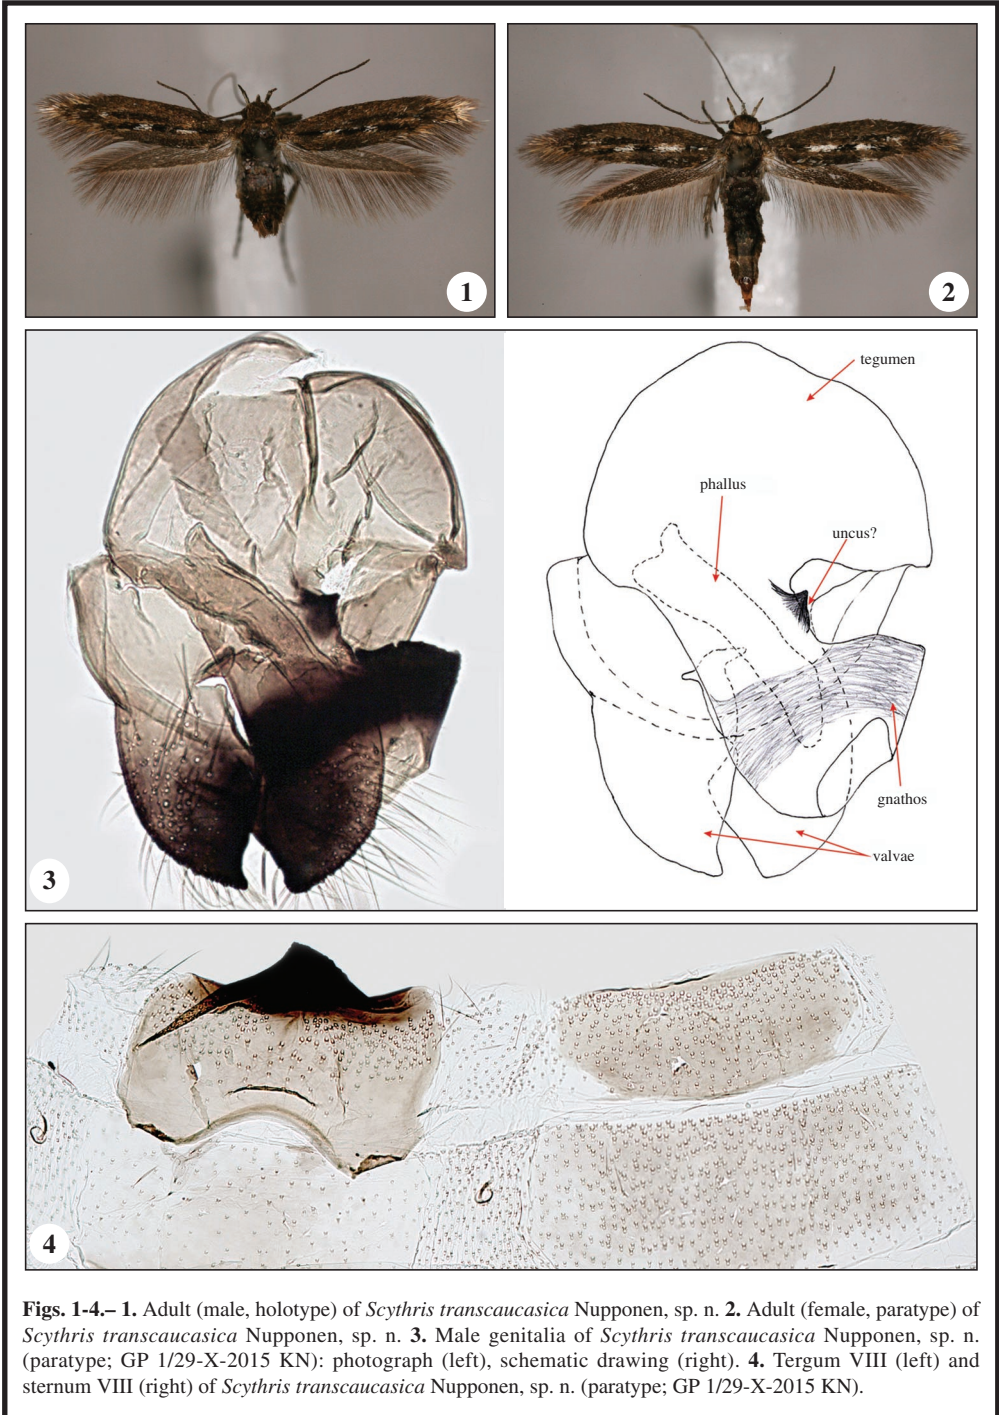 1
2
tegumen
phallus
uncus?
gnathos
valvae
3
4
Figs. 1-4.– 1. Adult (male, holotype) of Scythris transcaucasica Nupponen, sp. n. 2. Adult (female, paratype) of
Scythris transcaucasica Nupponen, sp. n. 3. Male genitalia of Scythris transcaucasica Nupponen, sp. n.
(paratype; GP 1/29-X-2015 KN): photograph (left), schematic drawing (right). 4. Tergum VIII (left) and
sternum VIII (right) of Scythris transcaucasica Nupponen, sp. n. (paratype; GP 1/29-X-2015 KN).